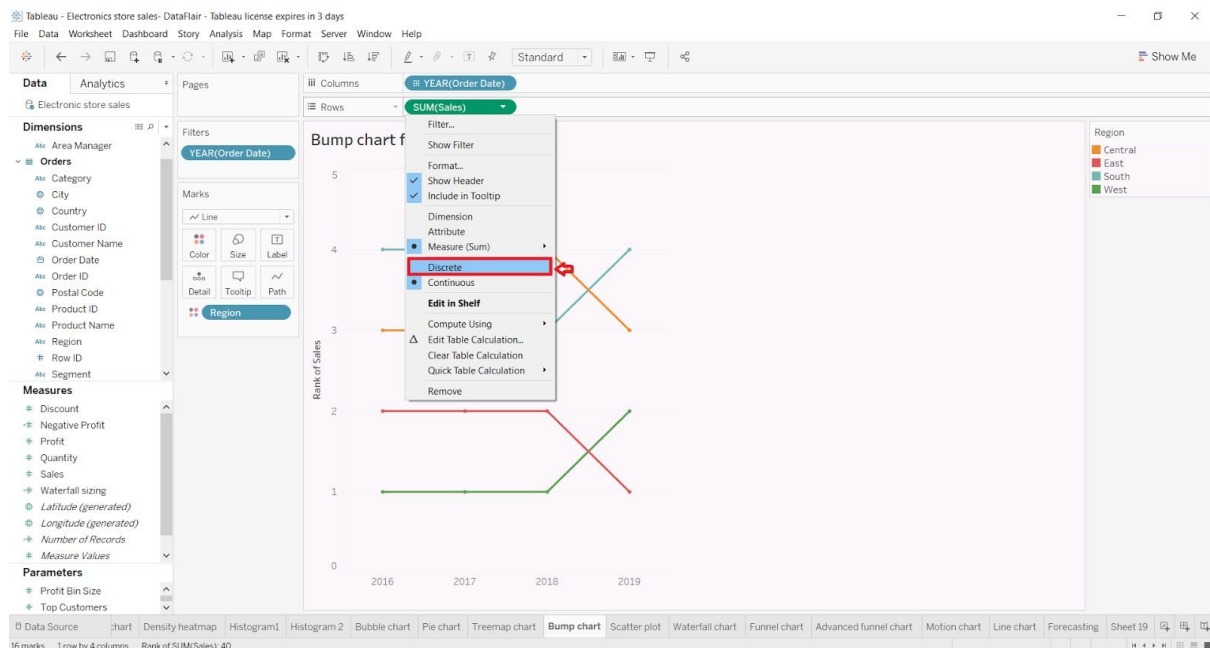 Tableau - Electronics store sales- DataFlair - Tableau license expires in 3 days
File Data Worksheet Dashboard Story Analysis Map Format Server Window Help
Standard
Show Me
Data Analytics
Electronic store sales
Dimensions
Abc Area Manager
Orders
Abc Category
City
Country
Abc Customer ID
Abc Customer Name
Order Date
Abc Order ID
Postal Code
Abc Product ID
Abc Product Name
Abc Region
# Row ID
Abc Segment
Measures
# Discount
Negative Profit
# Profit
# Quantity
# Sales
Waterfall sizing
Latitude (generated)
Longitude (generated)
Number of Records
# Measure Values
Parameters
# Profit Bin Size
# Top Customers
Pages
Filters
YEAR(Order Date)
Marks
Line
Color Size Label
Detail Tooltip Path
Region
Columns YEAR(Order Date)
Rows SUM(Sales)
Bump chart f
Filter...
Show Filter
Format...
Show Header
Include in Tooltip
Dimension
Attribute
Measure (Sum)
Discrete
Continuous
Edit in Shelf
Compute Using
Edit Table Calculation...
Clear Table Calculation
Quick Table Calculation
Remove
Rank of Sales
5
4
3
2
1
0
2016 2017 2018 2019
Region
Central
East
South
West
Data Source chart Density heatmap Histogram1 Histogram 2 Bubble chart Pie chart Treemap chart Bump chart Scatter plot Waterfall chart Funnel chart Advanced funnel chart Motion chart Line chart Forecasting Sheet 19
16 marks 1 row by 4 columns Rank of SUM(Sales): 40